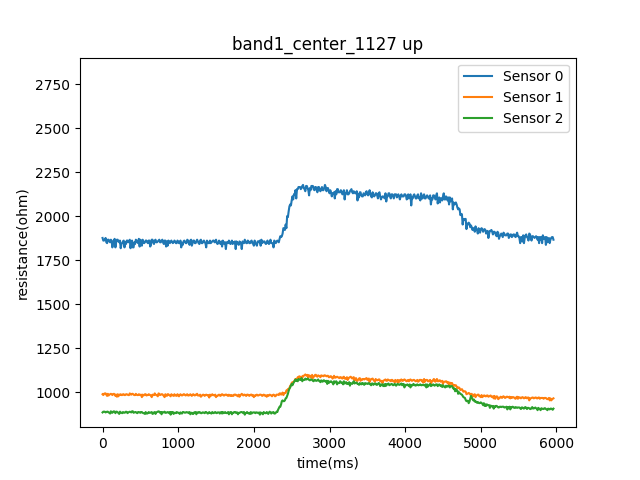 band1_center_1127 up
Sensor 0
Sensor 1
Sensor 2
resistance(ohm)
2750
2500
2250
2000
1750
1500
1250
1000
0 1000 2000 3000 4000 5000 6000
time(ms)